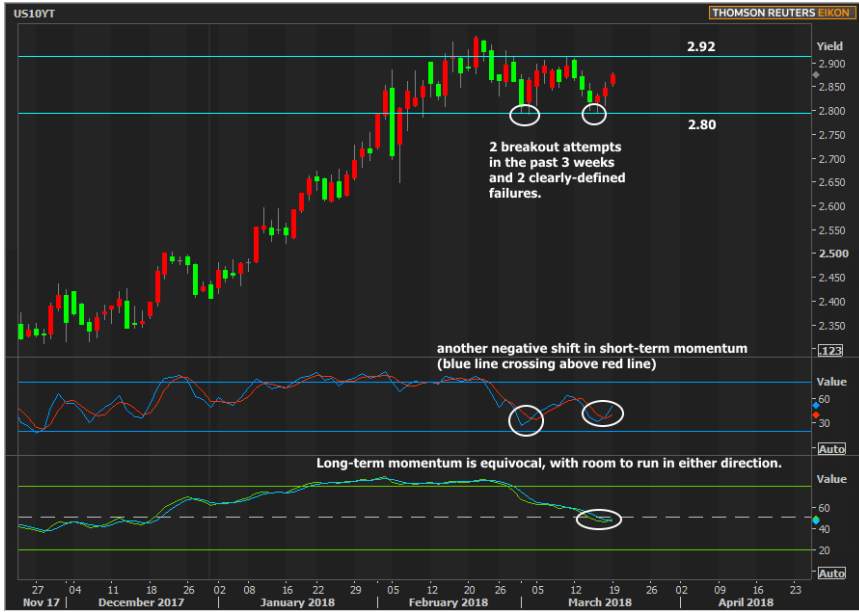 US10YT
THOMSON REUTERS EIKON
Yield
2.92
2.900
2.850
2.800
2.80
2.750
2 breakout attempts
in the past 3 weeks
and 2 clearly-defined
failures.
2.700
2.650
2.600
2.550
2.500
2.450
2.400
2.350
.123
another negative shift in short-term momentum
(blue line crossing above red line)
Value
60
30
Auto
Long-term momentum is equivocal, with room to run in either direction.
Value
60
40
20
Auto
27 04 11 18 26 02 08 16 22 29 05 12 20 26 05 12 19 26 02 09 16 23
Nov 17 December 2017 January 2018 February 2018 March 2018 April 2018